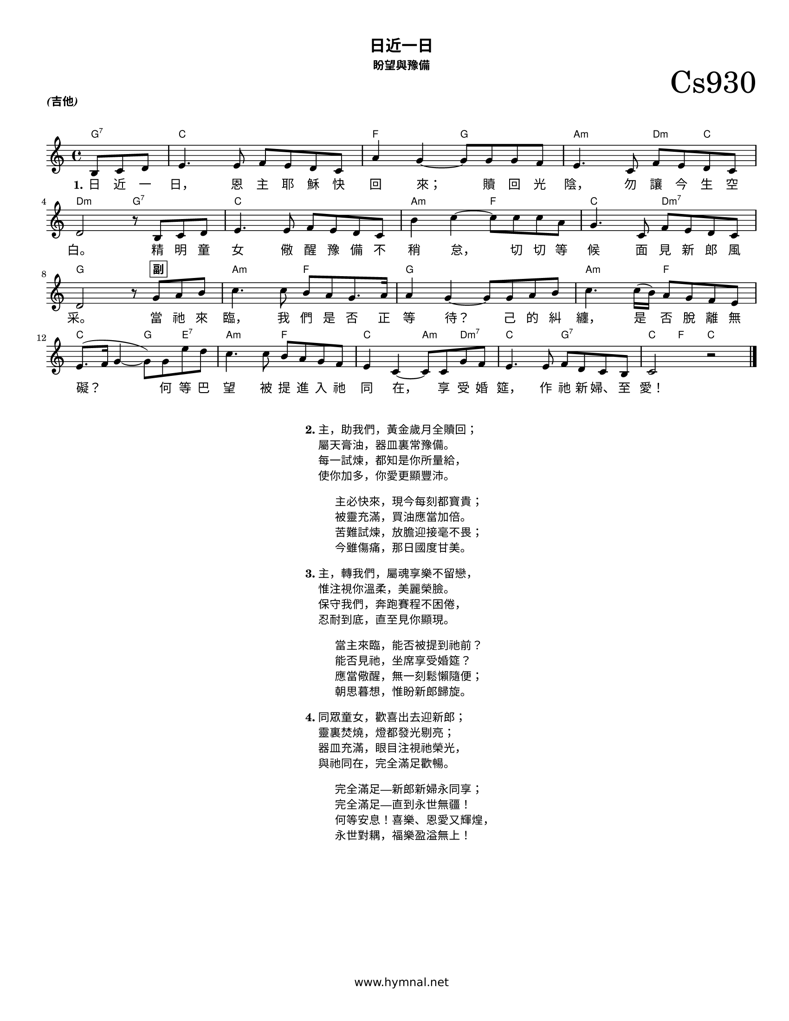 日近一日
盼望與豫備
Cs930
(吉他)
G7 C F G Am Dm C
1. 日 近 一 日， 恩 主 耶 穌 快 回 來； 贖 回 光 陰， 勿 讓 今 生 空
4 Dm G7 C Am F C Dm7
白。 精 明 童 女 儆 醒 豫 備 不 稍 怠， 切 切 等 候 面 見 新 郎 風
8 G 副 Am F G Am F
采。 當 祂 來 臨， 我 們 是 否 正 等 待？ 己 的 糾 纏， 是 否 脫 離 無
12 C G E7 Am F C Am Dm7 C G7 C F C
礙？ 何 等 巴 望 被 提 進 入 祂 同 在， 享 受 婚 筵， 作 祂 新 婦、 至 愛！
2. 主，助我們，黃金歲月全贖回；
屬天膏油，器皿裏常豫備。
每一試煉，都知是你所量給，
使你加多，你愛更顯豐沛。
主必快來，現今每刻都寶貴；
被靈充滿，買油應當加倍。
苦難試煉，放膽迎接毫不畏；
今雖傷痛，那日國度甘美。
3. 主，轉我們，屬魂享樂不留戀，
惟注視你溫柔，美麗榮臉。
保守我們，奔跑賽程不困倦，
忍耐到底，直至見你顯現。
當主來臨，能否被提到祂前？
能否見祂，坐席享受婚筵？
應當儆醒，無一刻鬆懶隨便；
朝思暮想，惟盼新郎歸旋。
4. 同眾童女，歡喜出去迎新郎；
靈裏焚燒，燈都發光剔亮；
器皿充滿，眼目注視祂榮光，
與祂同在，完全滿足歡暢。
完全滿足—新郎新婦永同享；
完全滿足—直到永世無疆！
何等安息！喜樂、恩愛又輝煌，
永世對耦，福樂盈溢無上！
www.hymnal.net